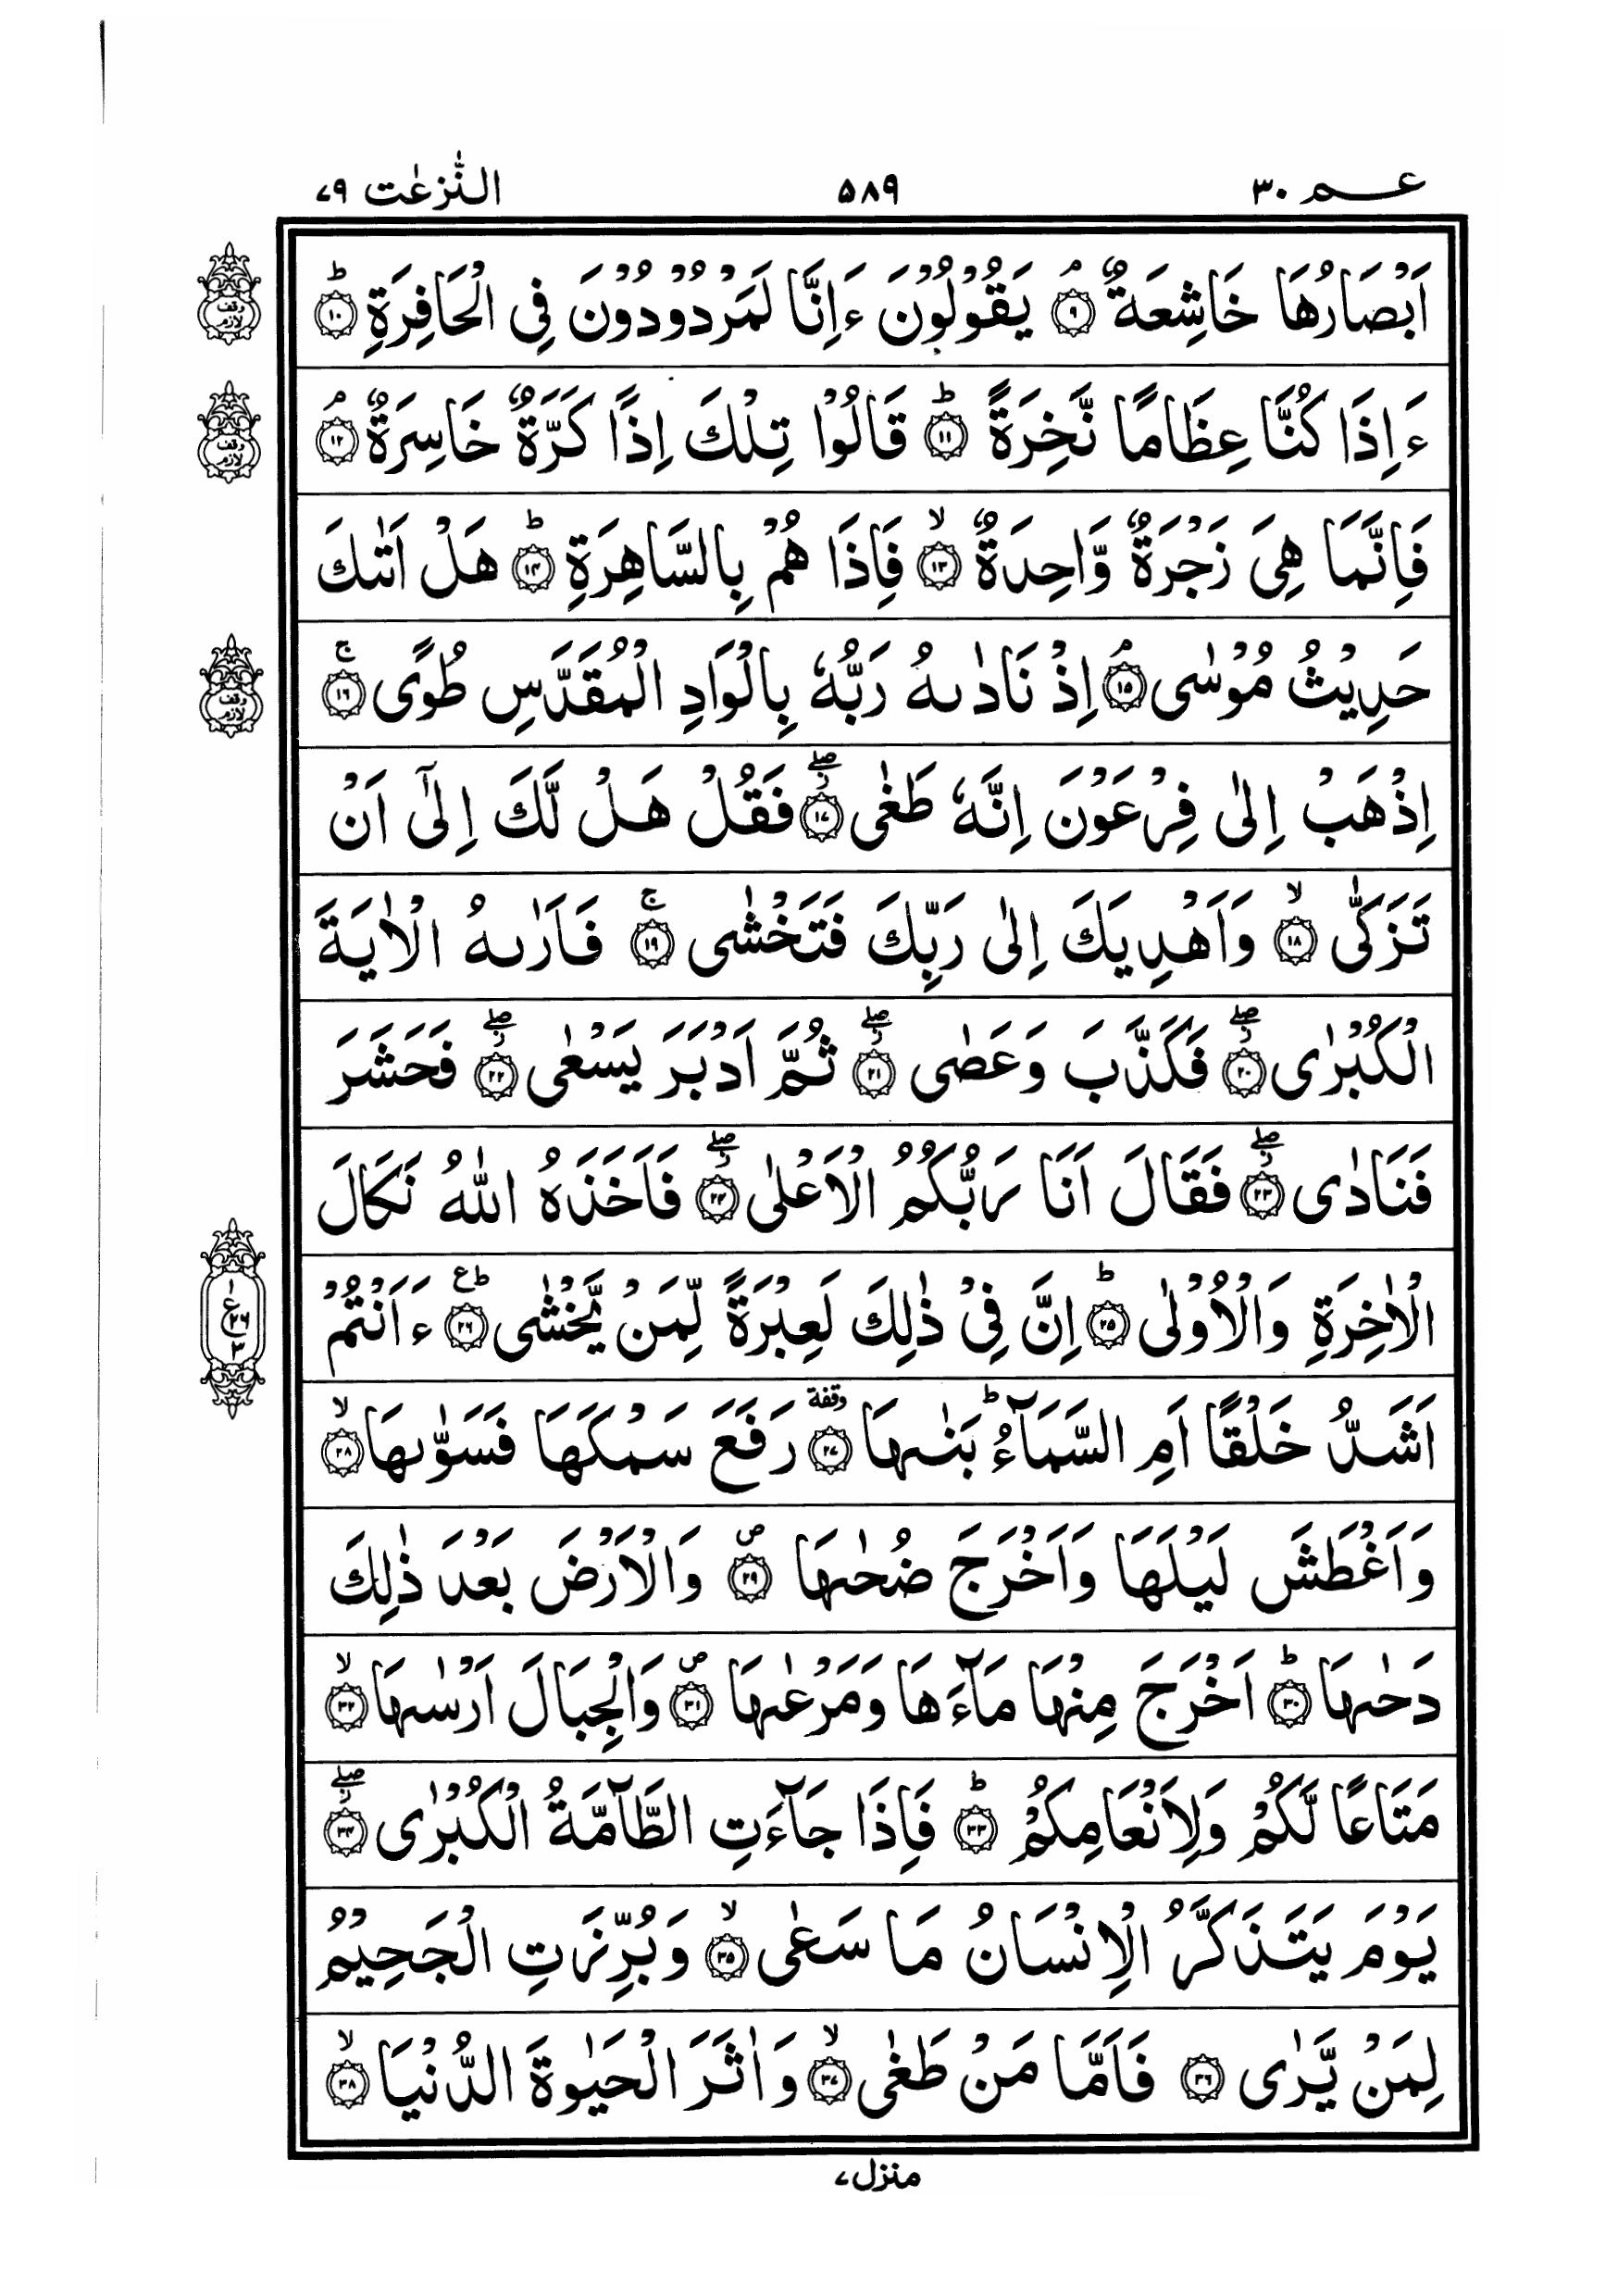 عـــم ٣٠
٥٨٩
النّٰزعٰت ٧٩
اَبْصَارُهَا خَاشِعَةٌ ۘ ﴿٩﴾ يَقُوْلُوْنَ ءَاِنَّا لَمَرْدُوْدُوْنَ فِى الْحَافِرَةِ ؕ ﴿١٠﴾
وقف لازم
ءَاِذَا كُنَّا عِظَامًا نَّخِرَةً ؕ ﴿١١﴾ قَالُوْا تِلْكَ اِذًا كَرَّةٌ خَاسِرَةٌ ۘ ﴿١٢﴾
وقف لازم
فَاِنَّمَا هِىَ زَجْرَةٌ وَّاحِدَةٌ ۙ ﴿١٣﴾ فَاِذَا هُمْ بِالسَّاهِرَةِ ؕ ﴿١٤﴾ هَلْ اَتٰٮكَ
حَدِيْثُ مُوْسٰى ۘ ﴿١٥﴾ اِذْ نَادٰٮهُ رَبُّهٗ بِالْوَادِ الْمُقَدَّسِ طُوًى ۚ ﴿١٦﴾
وقف لازم
اِذْهَبْ اِلٰى فِرْعَوْنَ اِنَّهٗ طَغٰى ۖ ﴿١٧﴾ فَقُلْ هَلْ لَّكَ اِلٰٓى اَنْ
تَزَكّٰى ۙ ﴿١٨﴾ وَاَهْدِيَكَ اِلٰى رَبِّكَ فَتَخْشٰى ۚ ﴿١٩﴾ فَاَرٰٮهُ الْاٰيَةَ
الْكُبْرٰى ۖ ﴿٢٠﴾ فَكَذَّبَ وَعَصٰى ۖ ﴿٢١﴾ ثُمَّ اَدْبَرَ يَسْعٰى ۖ ﴿٢٢﴾ فَحَشَرَ
فَنَادٰى ۖ ﴿٢٣﴾ فَقَالَ اَنَا رَبُّكُمُ الْاَعْلٰى ۖ ﴿٢٤﴾ فَاَخَذَهُ اللّٰهُ نَكَالَ
الْاٰخِرَةِ وَالْاُوْلٰى ؕ ﴿٢٥﴾ اِنَّ فِىْ ذٰلِكَ لَعِبْرَةً لِّمَنْ يَّخْشٰى ؕ ع ﴿٢٦﴾ ءَاَنْتُمْ
١ ع ٢٦ ٣
اَشَدُّ خَلْقًا اَمِ السَّمَآءُ ؕ بَنٰٮهَا وقفة ﴿٢٧﴾ رَفَعَ سَمْكَهَا فَسَوّٰٮهَا ۙ ﴿٢٨﴾
وَاَغْطَشَ لَيْلَهَا وَاَخْرَجَ ضُحٰٮهَا ص ﴿٢٩﴾ وَالْاَرْضَ بَعْدَ ذٰلِكَ
دَحٰٮهَا ؕ ﴿٣٠﴾ اَخْرَجَ مِنْهَا مَآءَهَا وَمَرْعٰٮهَا ص ﴿٣١﴾ وَالْجِبَالَ اَرْسٰٮهَا ۙ ﴿٣٢﴾
مَتَاعًا لَّكُمْ وَلِاَنْعَامِكُمْ ؕ ﴿٣٣﴾ فَاِذَا جَآءَتِ الطَّآمَّةُ الْكُبْرٰى ۖ ﴿٣٤﴾
يَوْمَ يَتَذَكَّرُ الْاِنْسَانُ مَا سَعٰى ۙ ﴿٣٥﴾ وَبُرِّزَتِ الْجَحِيْمُ
لِمَنْ يَّرٰى ﴿٣٦﴾ فَاَمَّا مَنْ طَغٰى ۙ ﴿٣٧﴾ وَاٰثَرَ الْحَيٰوةَ الدُّنْيَا ۙ ﴿٣٨﴾
منزل ٧